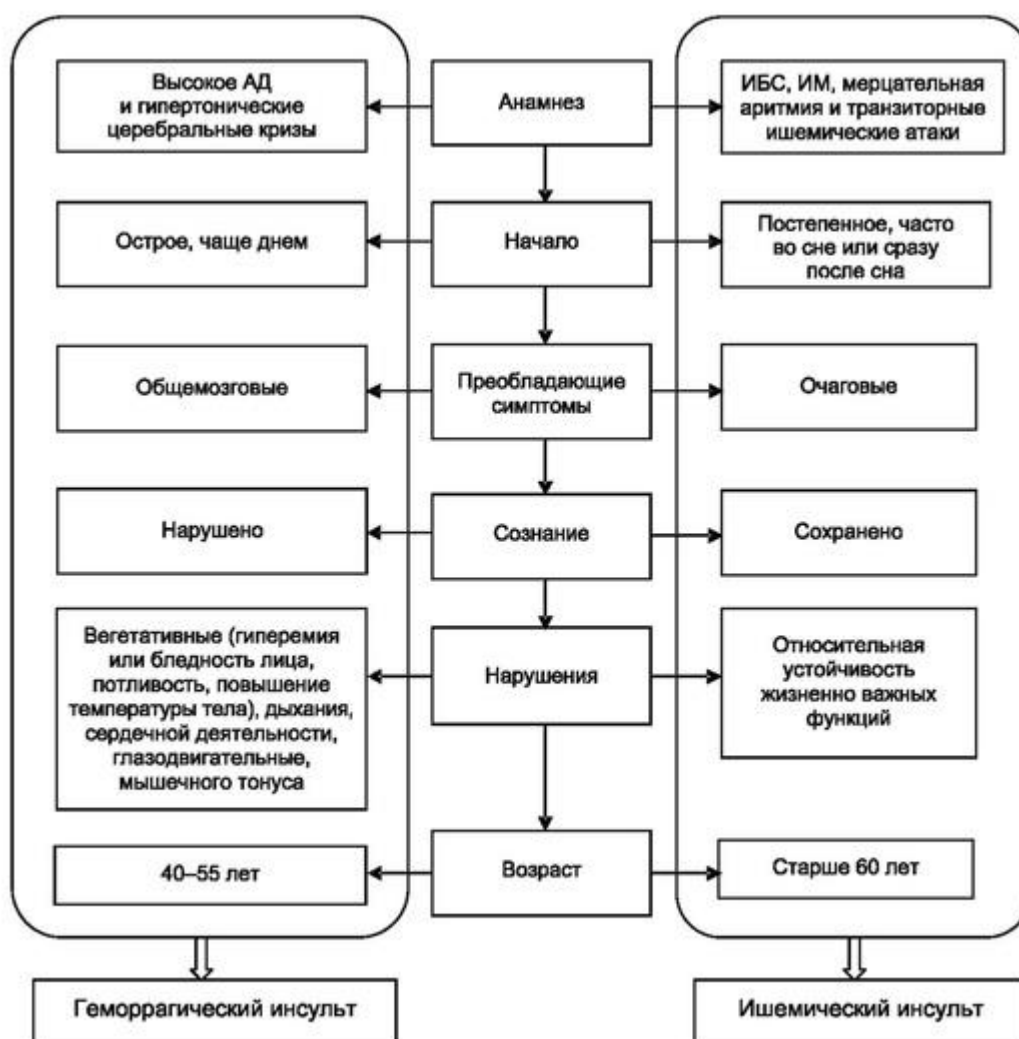 Высокое АД
и гипертонические
церебральные кризы
Анамнез
ИБС, ИМ, мерцательная
аритмия и транзиторные
ишемические атаки
Острое, чаще днем
Начало
Постепенное, часто
во сне или сразу
после сна
Общемозговые
Преобладающие
симптомы
Очаговые
Нарушено
Сознание
Сохранено
Вегетативные (гиперемия
или бледность лица,
потливость, повышение
температуры тела), дыхания,
сердечной деятельности,
глазодвигательные,
мышечного тонуса
Нарушения
Относительная
устойчивость
жизненно важных
функций
40–55 лет
Возраст
Старше 60 лет
Геморрагический инсульт
Ишемический инсульт